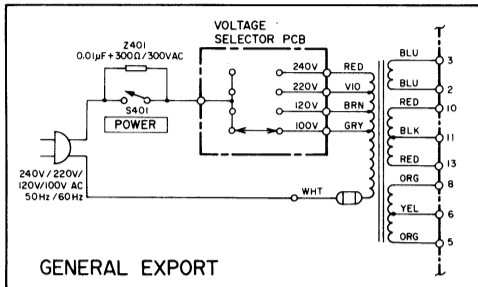 VOLTAGE
SELECTOR PCB
Z401
0.01μF+300Ω/300VAC
S401
POWER
240V RED
220V VIO
120V BRN
100V GRY
WHT
240V/220V/
120V/100V AC
50Hz/60Hz
BLU 3
BLU 2
RED 10
BLK 11
RED 13
ORG 8
YEL 6
ORG 5
GENERAL EXPORT